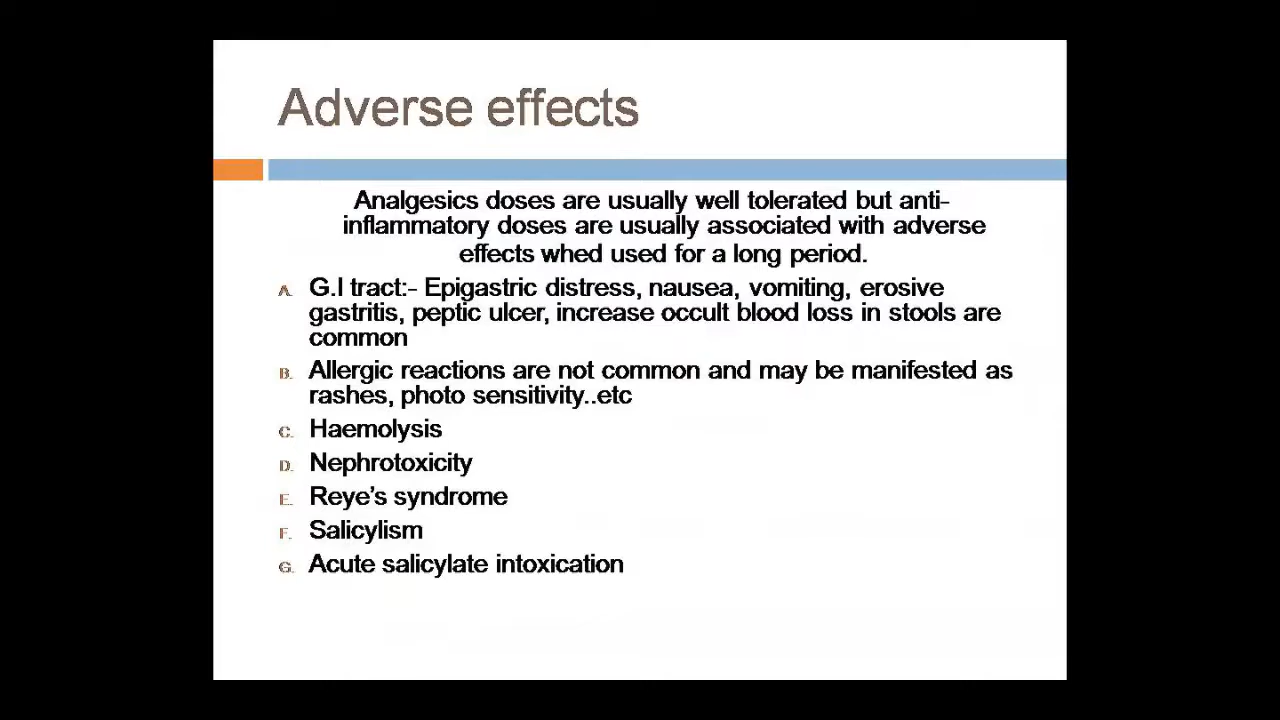 Adverse effects
Analgesics doses are usually well tolerated but anti-
inflammatory doses are usually associated with adverse
effects whed used for a long period.
A. G.I tract:- Epigastric distress, nausea, vomiting, erosive
gastritis, peptic ulcer, increase occult blood loss in stools are
common
B. Allergic reactions are not common and may be manifested as
rashes, photo sensitivity..etc
C. Haemolysis
D. Nephrotoxicity
E. Reye’s syndrome
F. Salicylism
G. Acute salicylate intoxication